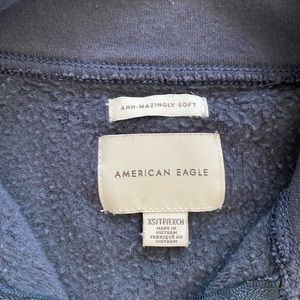 AHH-MAZINGLY SOFT
AMERICAN EAGLE
XS/TP/EXCH
MADE IN
VIETNAM
FABRIQUÉ AU
VIETNAM